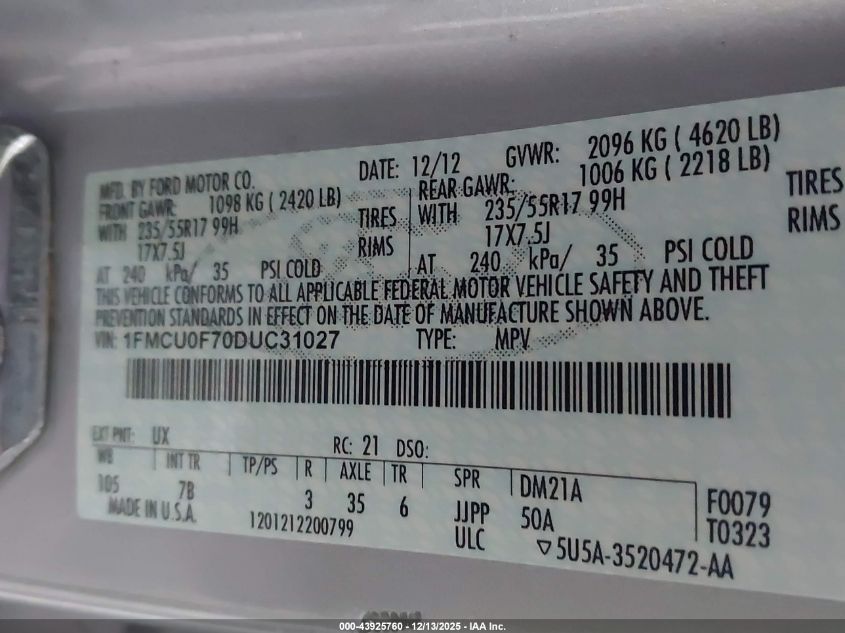 MFD. BY FORD MOTOR CO. DATE: 12/12 GVWR: 2096 KG ( 4620 LB)
FRONT GAWR: 1098 KG ( 2420 LB) REAR GAWR: 1006 KG ( 2218 LB)
WITH 235/55R17 99H TIRES WITH 235/55R17 99H TIRES
17X7.5J RIMS 17X7.5J RIMS
AT 240 kPa/ 35 PSI COLD AT 240 kPa/ 35 PSI COLD
THIS VEHICLE CONFORMS TO ALL APPLICABLE FEDERAL MOTOR VEHICLE SAFETY AND THEFT
PREVENTION STANDARDS IN EFFECT ON THE DATE OF MANUFACTURE SHOWN ABOVE.
VIN: 1FMCU0F70DUC31027 TYPE: MPV
EXT PNT: UX RC: 21 DSO:
WB INT TR TP/PS R AXLE TR SPR DM21A F0079
105 7B 3 35 6 JJPP 50A T0323
MADE IN U.S.A. 1201212200799 ULC ▽5U5A-3520472-AA
000-43925760 - 12/13/2025 - IAA Inc.